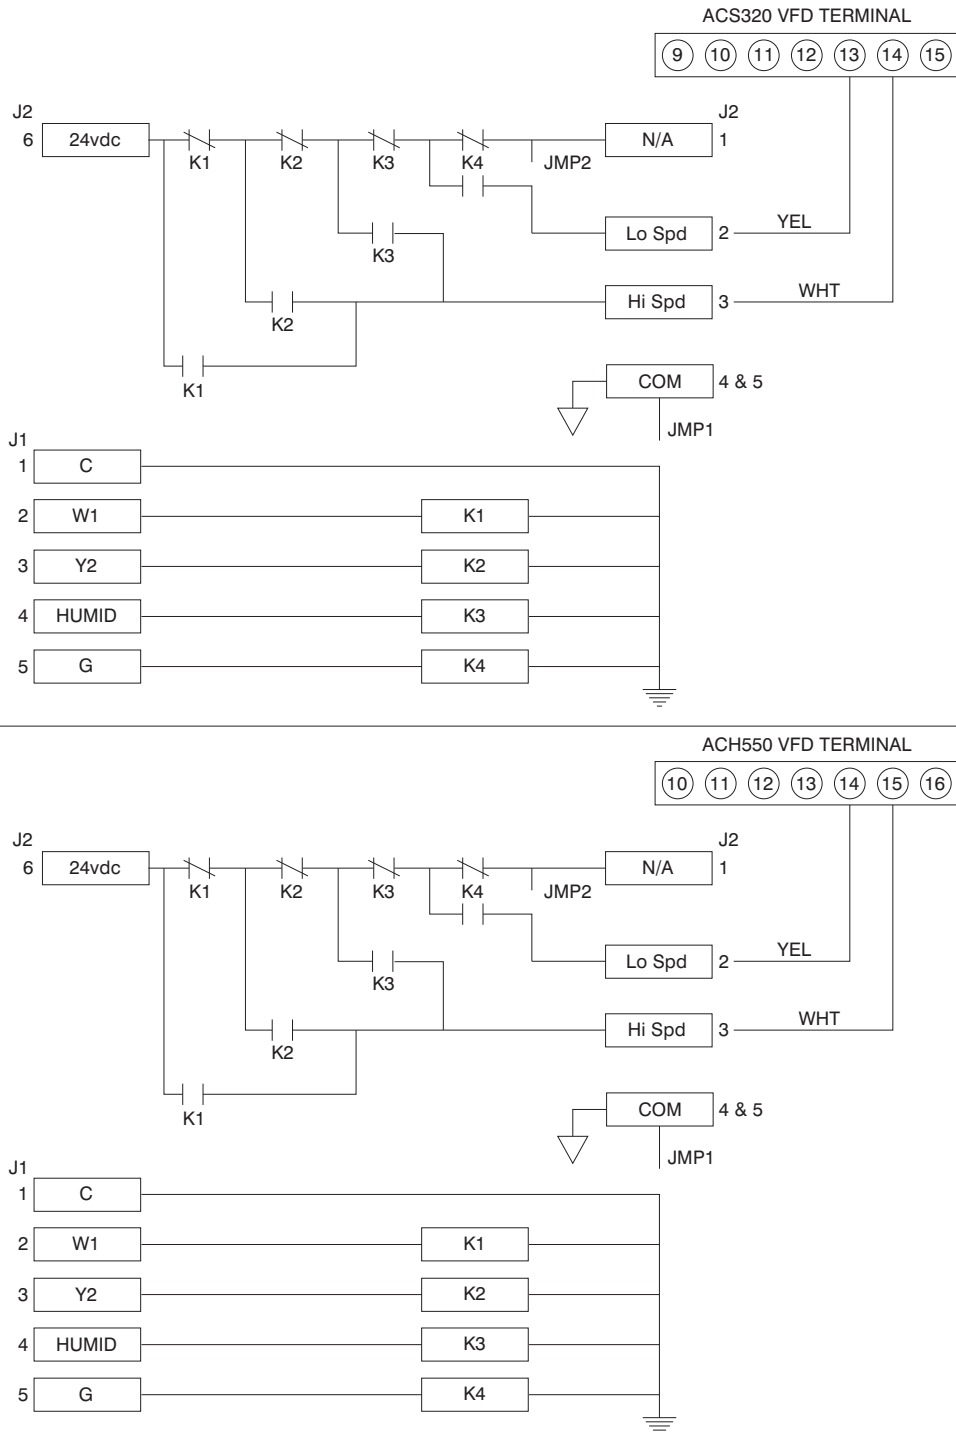 ACS320 VFD TERMINAL
9 10 11 12 13 14 15
J2 J2
6 24vdc K1 K2 K3 K4 JMP2 N/A 1
K3 Lo Spd 2 YEL
K2 Hi Spd 3 WHT
K1 COM 4 & 5
JMP1
J1
1 C
2 W1 K1
3 Y2 K2
4 HUMID K3
5 G K4
ACH550 VFD TERMINAL
10 11 12 13 14 15 16
J2 J2
6 24vdc K1 K2 K3 K4 JMP2 N/A 1
K3 Lo Spd 2 YEL
K2 Hi Spd 3 WHT
K1 COM 4 & 5
JMP1
J1
1 C
2 W1 K1
3 Y2 K2
4 HUMID K3
5 G K4